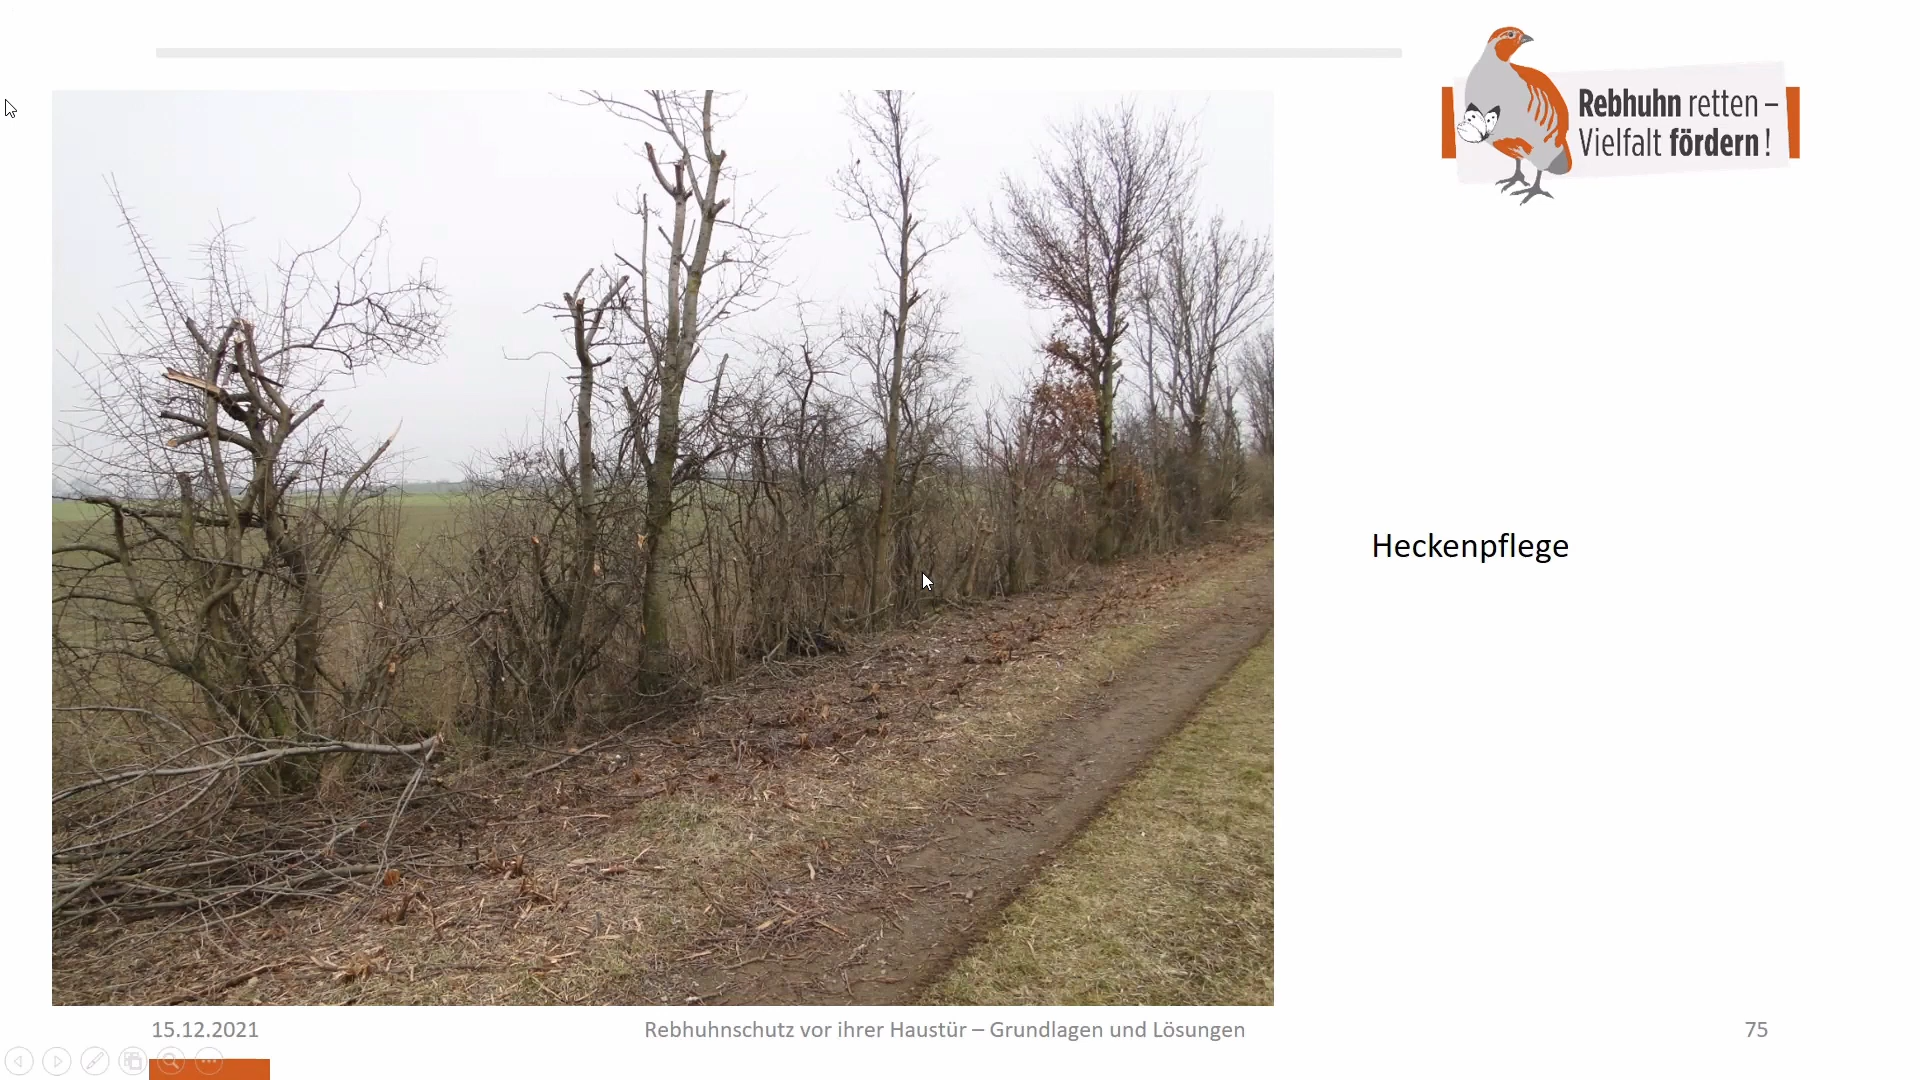 Rebhuhn retten –
Vielfalt fördern !
Heckenpflege
15.12.2021
Rebhuhnschutz vor ihrer Haustür – Grundlagen und Lösungen
75